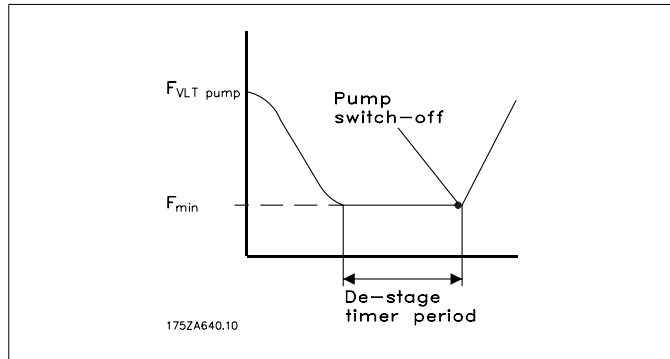 F_VLT pump
Pump
switch-off
F_min
De-stage
timer period
175ZA640.10